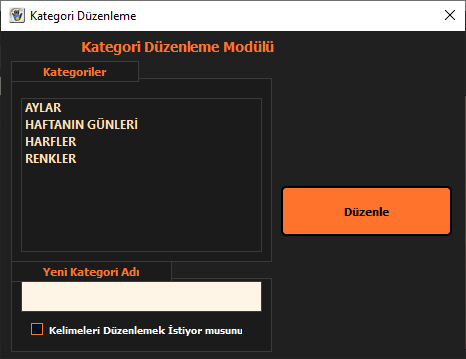 Kategori Düzenleme
Kategori Düzenleme Modülü
Kategoriler
AYLAR
HAFTANIN GÜNLERİ
HARFLER
RENKLER
Düzenle
Yeni Kategori Adı
Kelimeleri Düzenlemek İstiyor musunu